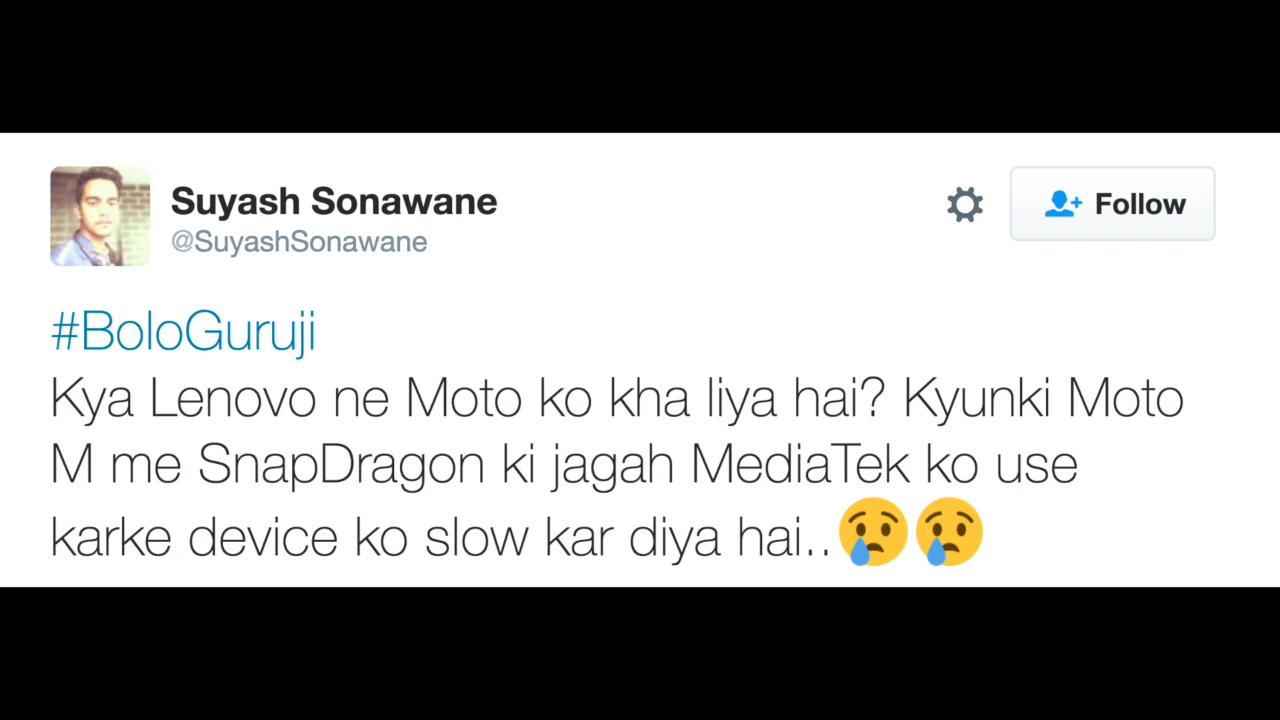 Suyash Sonawane
@SuyashSonawane
Follow
#BoloGuruji
Kya Lenovo ne Moto ko kha liya hai? Kyunki Moto
M me SnapDragon ki jagah MediaTek ko use
karke device ko slow kar diya hai..😢😢